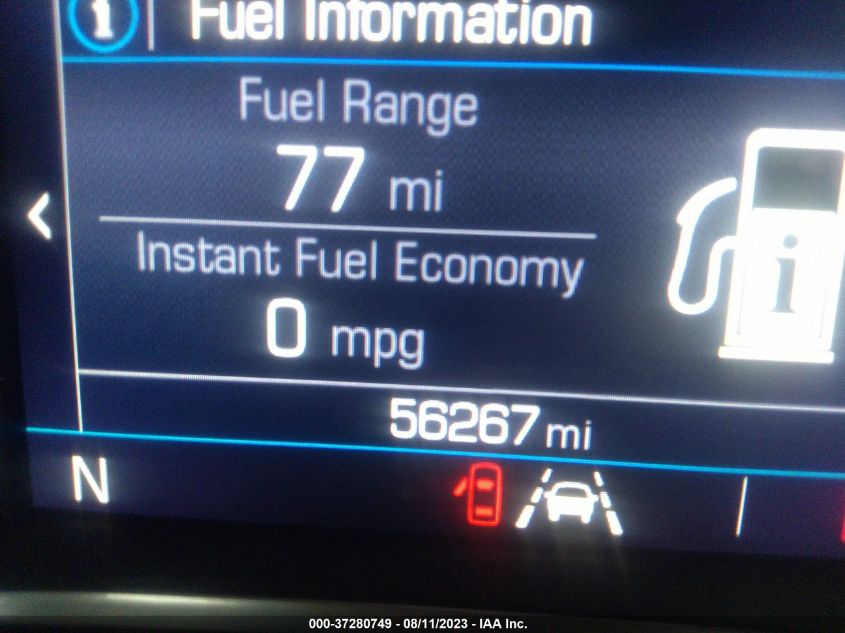 Fuel Information
Fuel Range
77 mi
Instant Fuel Economy
0 mpg
56267 mi
N
000-37280749 - 08/11/2023 - IAA Inc.